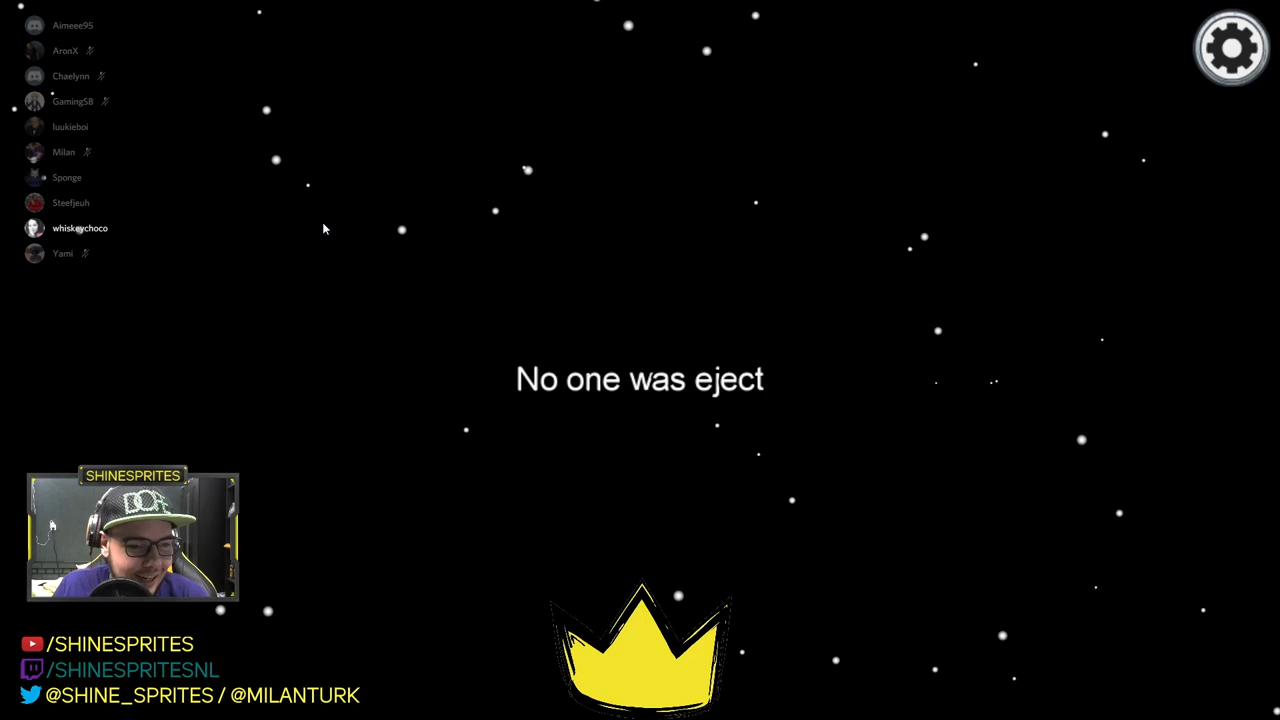 Aimeee95
AronX
Chaelynn
GamingSB
luukieboi
Milan
Sponge
Steefjeuh
whiskeychoco
Yami
No one was eject
SHINESPRITES
DOPE
/SHINESPRITES
/SHINESPRITESNL
@SHINE_SPRITES / @MILANTURK